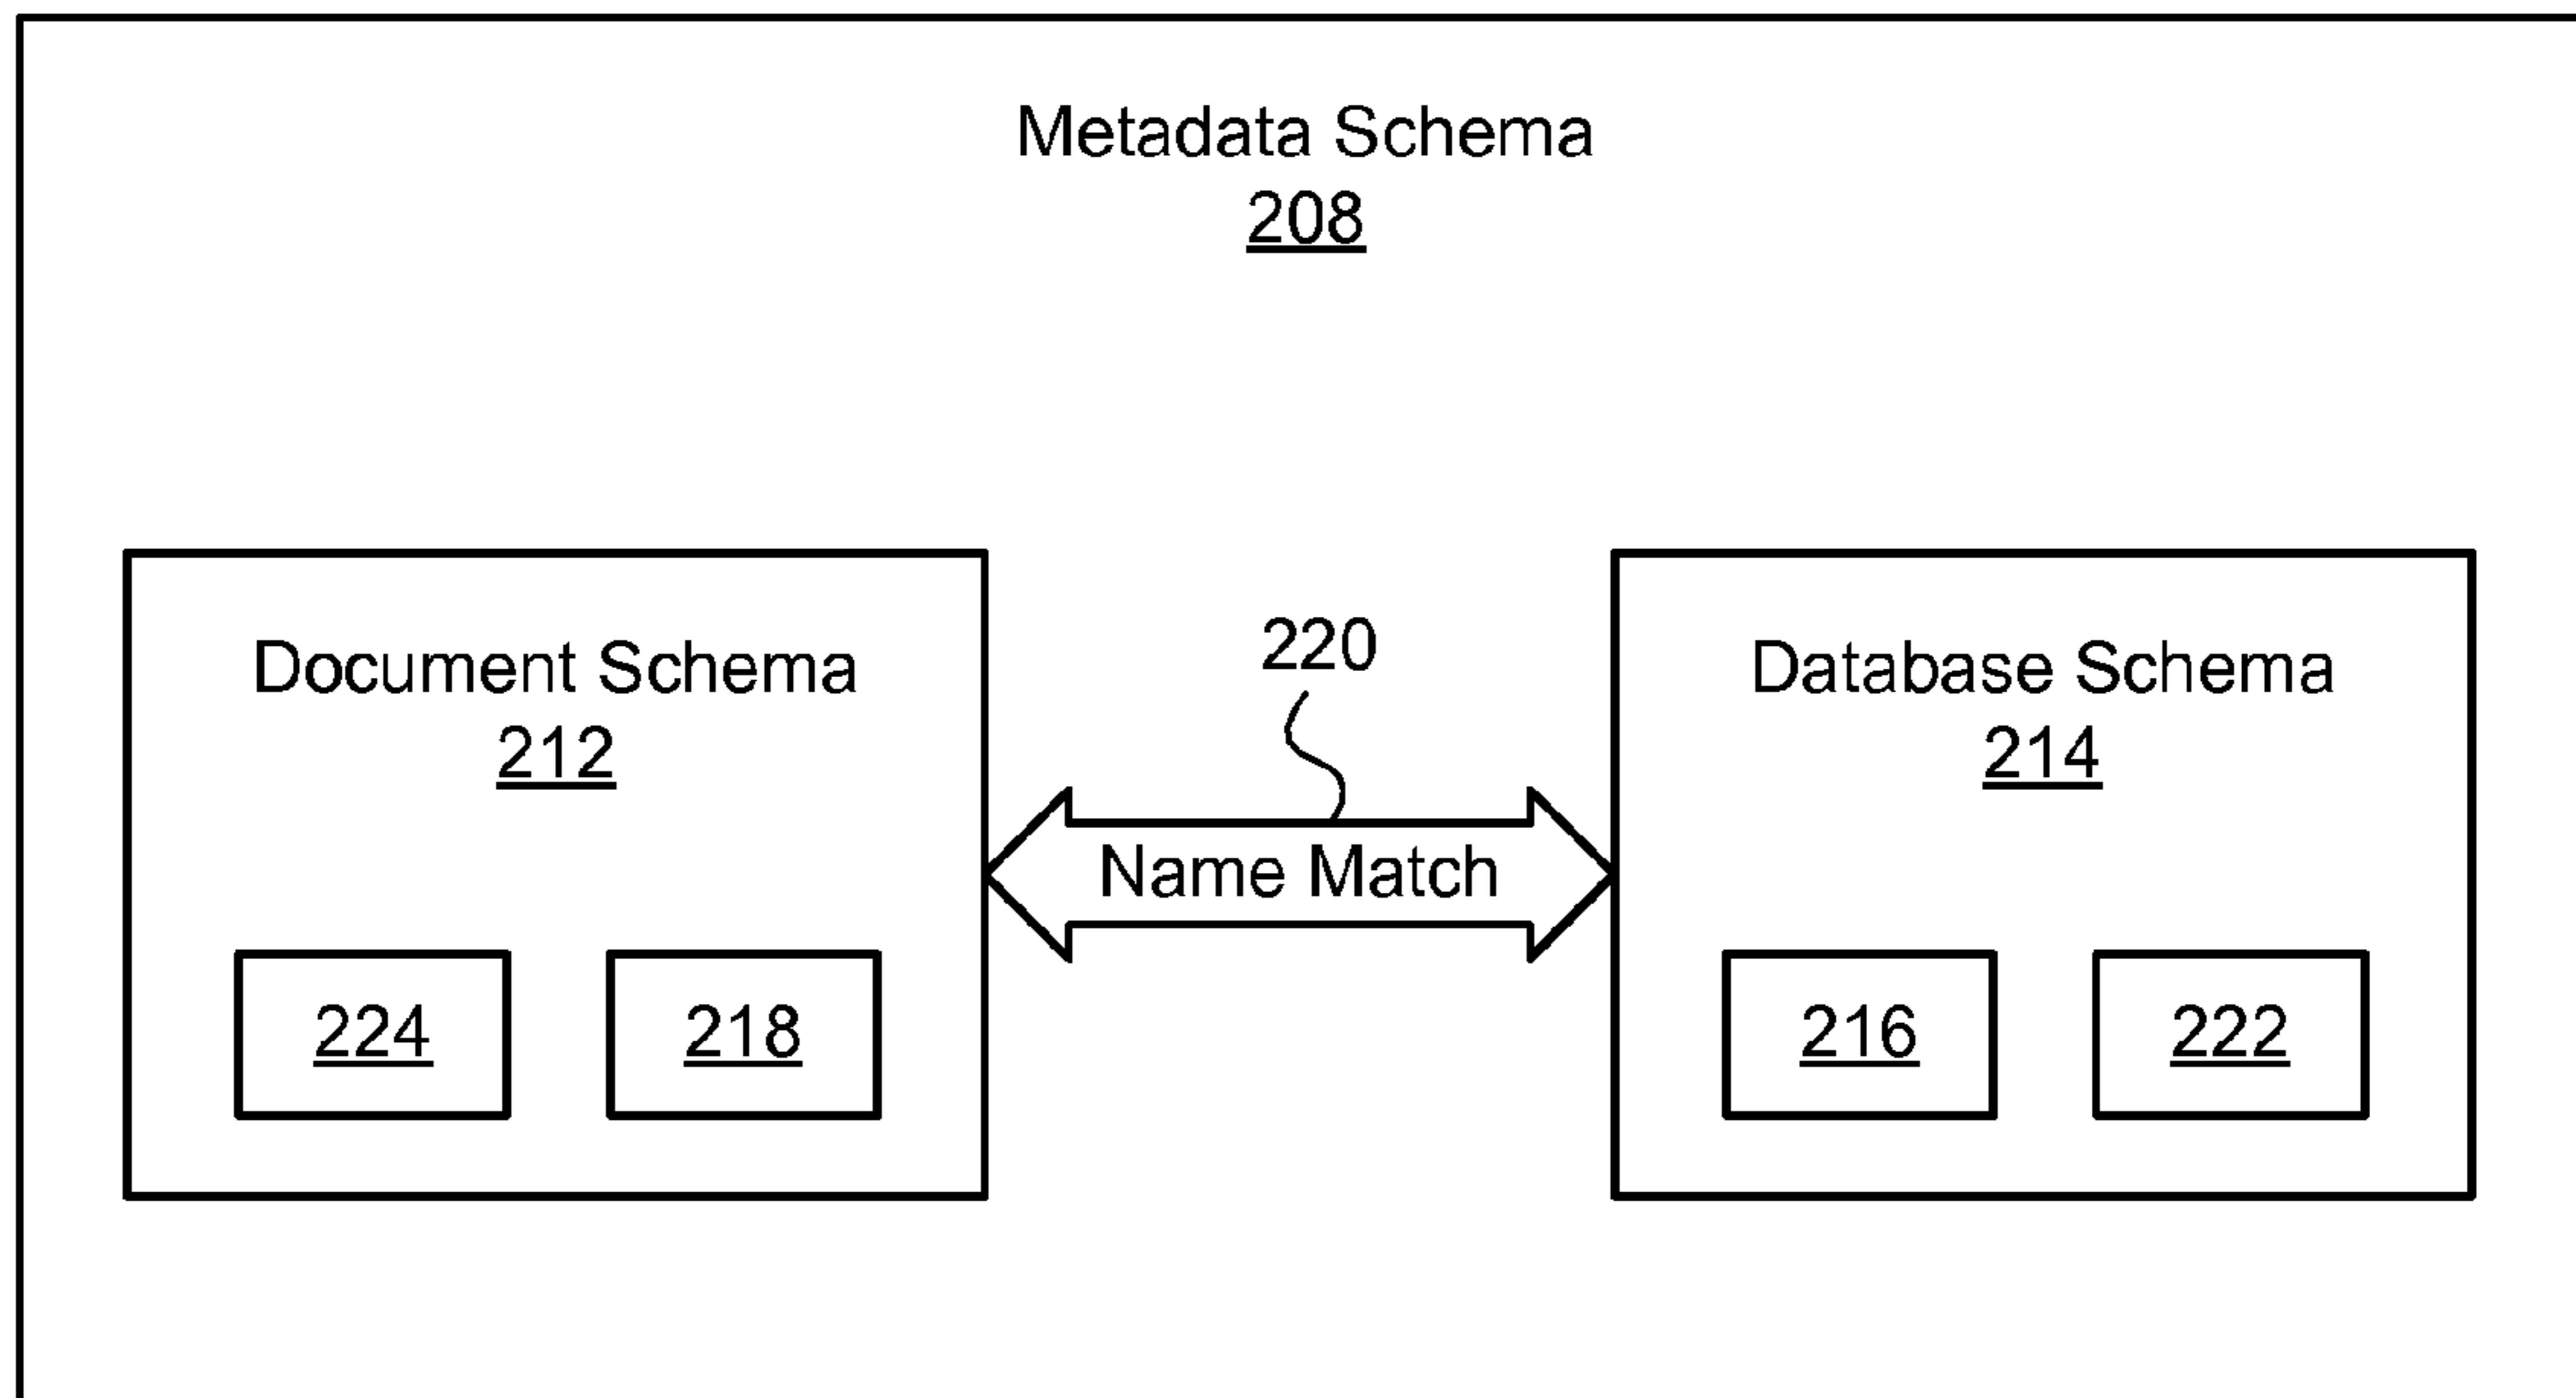 Metadata Schema
208
Document Schema
212
224
218
220
Name Match
Database Schema
214
216
222